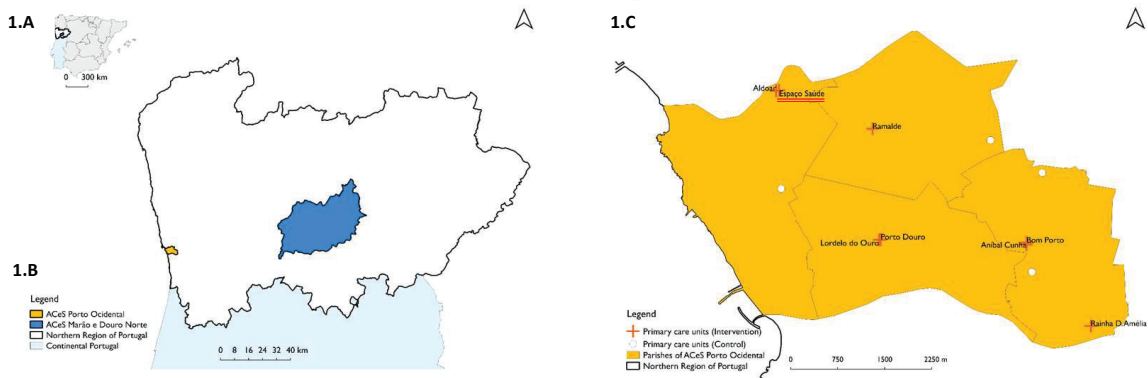 1.A
0 300 km
1.B
Legend
ACeS Porto Ocidental
ACeS Marão e Douro Norte
Northern Region of Portugal
Continental Portugal
0 8 16 24 32 40 km
1.C
Aldoar
Espaço Saúde
Ramalde
Porto Douro
Lordelo do Ouro
Bom Porto
Aníbal Cunha
Rainha D.Amélia
Legend
Primary care units (Intervention)
Primary care units (Control)
Parishes of ACeS Porto Ocidental
Northern Region of Portugal
0 750 1500 2250 m